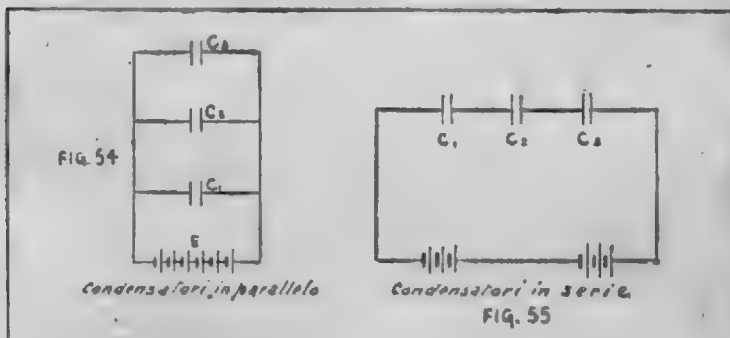 C₃
C₂
FIG. 54
C₁
E
Condensatori in parallelo
C₁ C₂ C₃
Condensatori in serie
FIG. 55